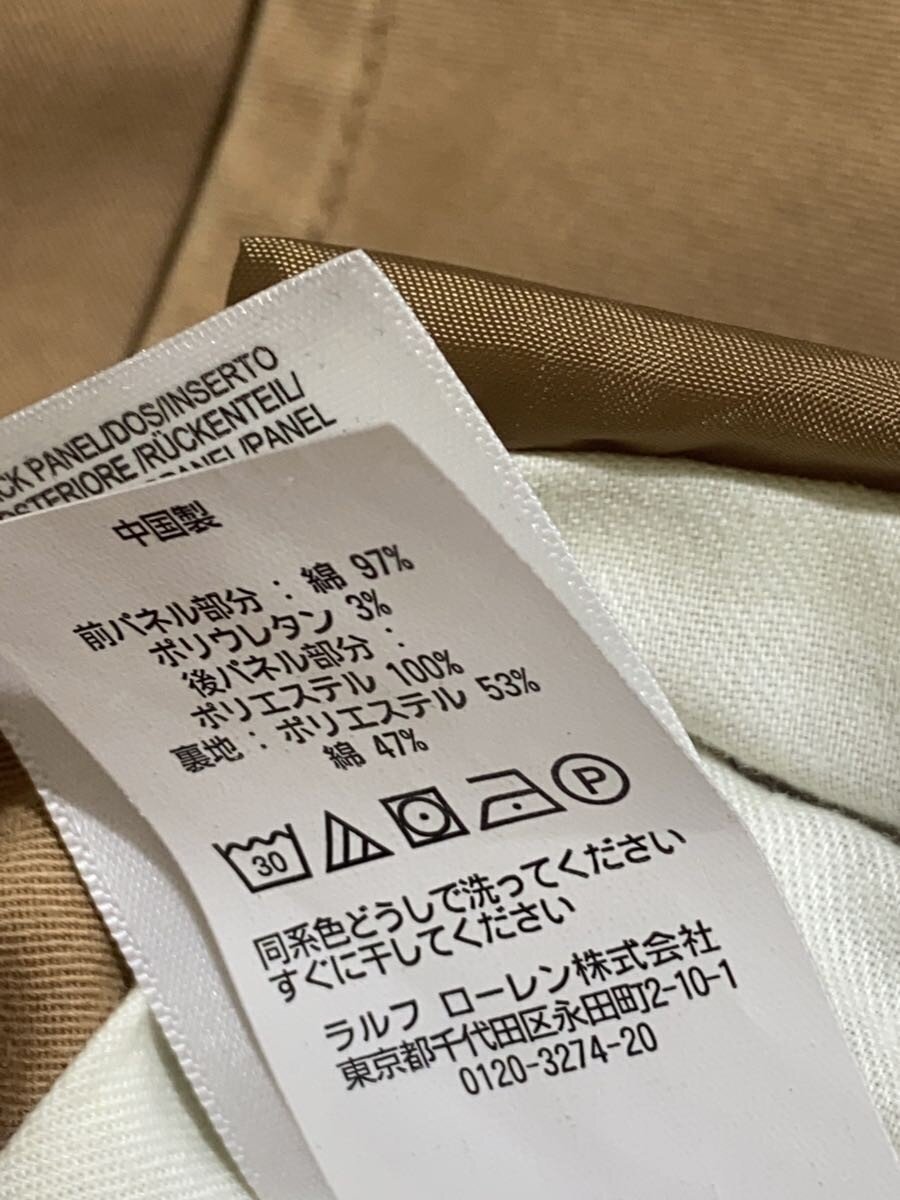 PANEL/DOS/INSERTO
/RÜCKENTEIL/
/PANEL
中国製
前パネル部分：綿 97%
ポリウレタン 3%
後パネル部分：
ポリエステル 100%
裏地：ポリエステル 53%
綿 47%
30
P
同系色どうしで洗ってください
すぐに干してください
ラルフ ローレン株式会社
東京都千代田区永田町2-10-1
0120-3274-20